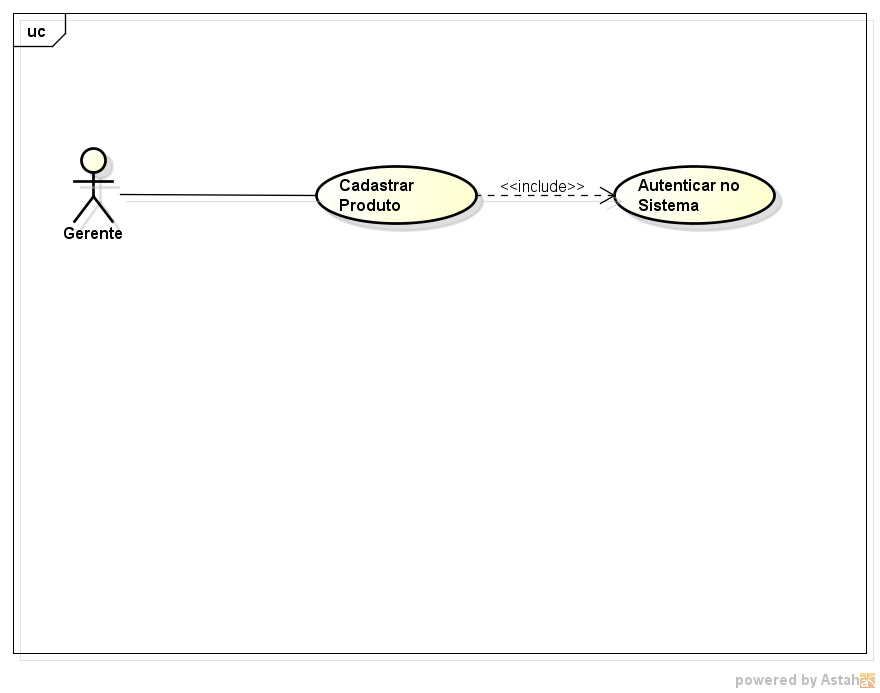 uc
<<include>>
Cadastrar
Produto
Autenticar no
Sistema
Gerente
powered by Astah